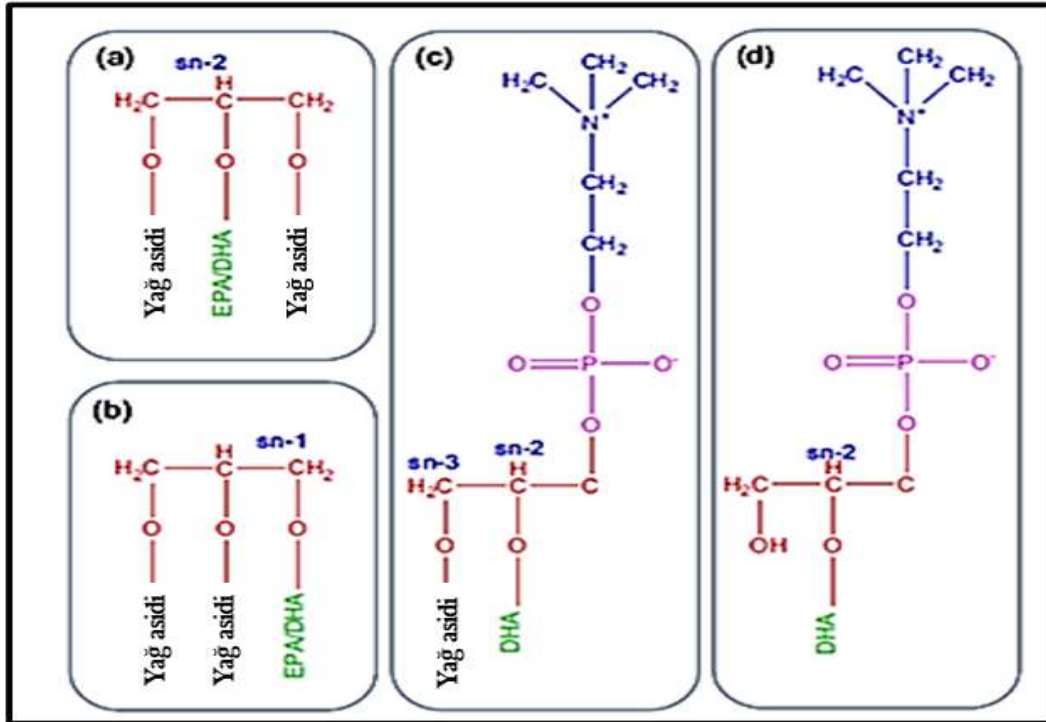 (a)
sn-2
H
H₂C C CH₂
O O O
Yağ asidi
EPA/DHA
Yağ asidi
(b)
sn-1
H
H₂C C CH₂
O O O
Yağ asidi
Yağ asidi
EPA/DHA
(c)
CH₂
H₂C CH₂
N⁺
CH₂
CH₂
O
O P O⁻
O
sn-3 sn-2
H
H₂C C C
O O
Yağ asidi
DHA
(d)
CH₂
H₂C CH₂
N⁺
CH₂
CH₂
O
O P O⁻
O
sn-2
H
H₂C C C
OH O
DHA